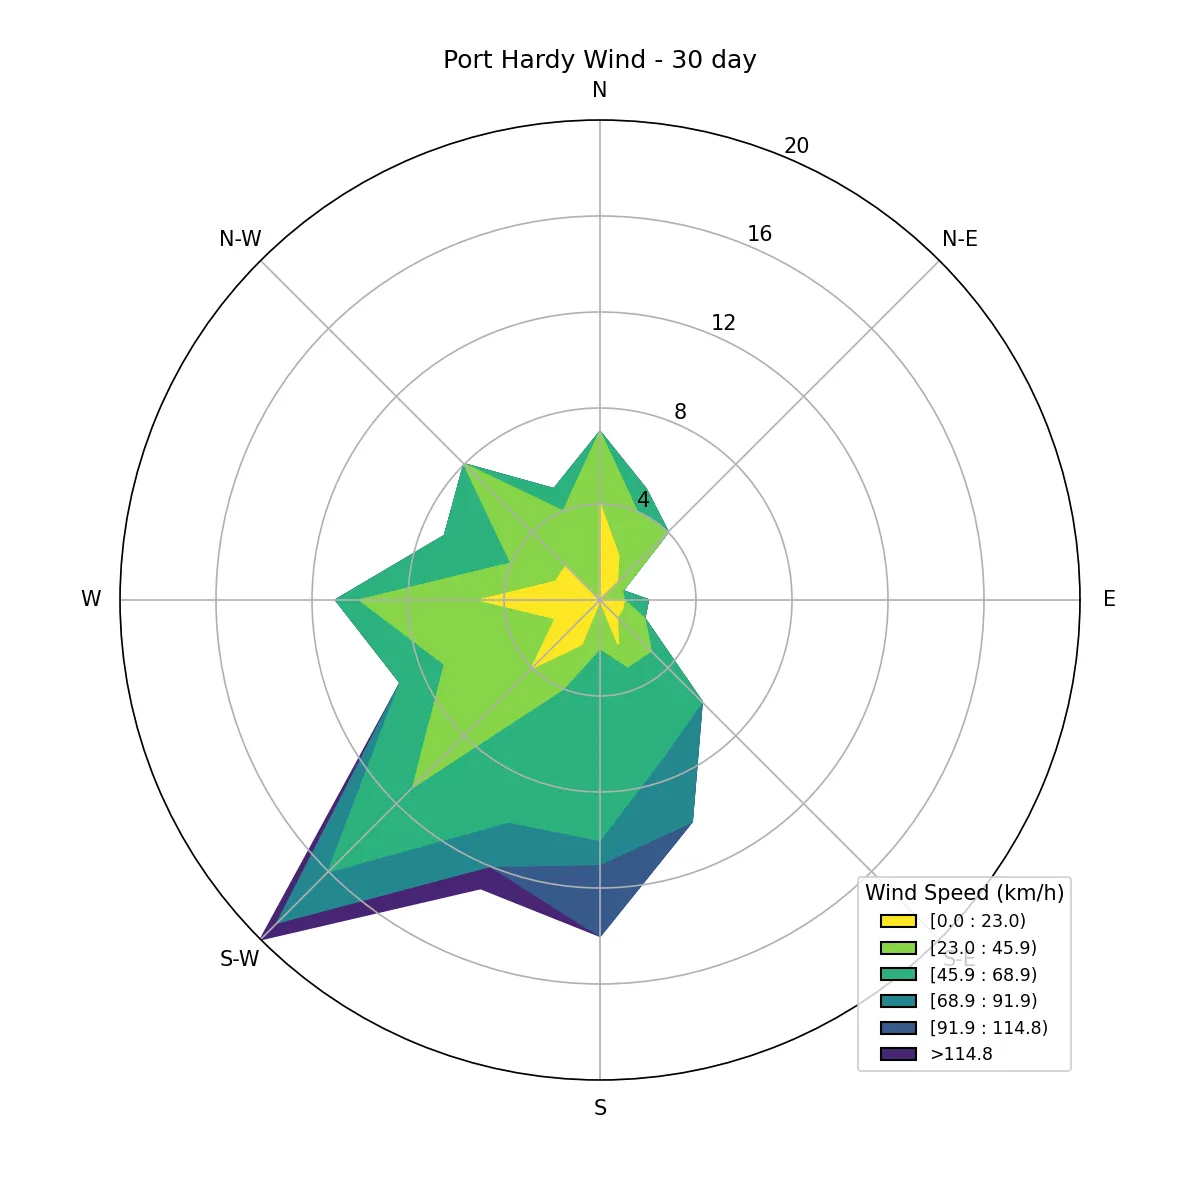 Port Hardy Wind - 30 day
N
20
N-W
16
N-E
12
8
4
W
E
Wind Speed (km/h)
[0.0 : 23.0)
[23.0 : 45.9)
S-W
S-E
[45.9 : 68.9)
[68.9 : 91.9)
[91.9 : 114.8)
>114.8
S